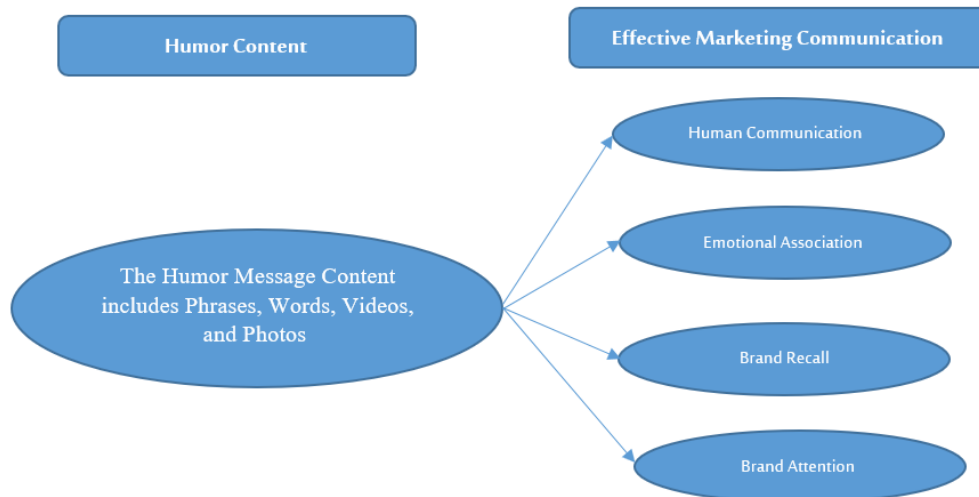 Humor Content
Effective Marketing Communication
Human Communication
Emotional Association
The Humor Message Content
includes Phrases, Words, Videos,
and Photos
Brand Recall
Brand Attention